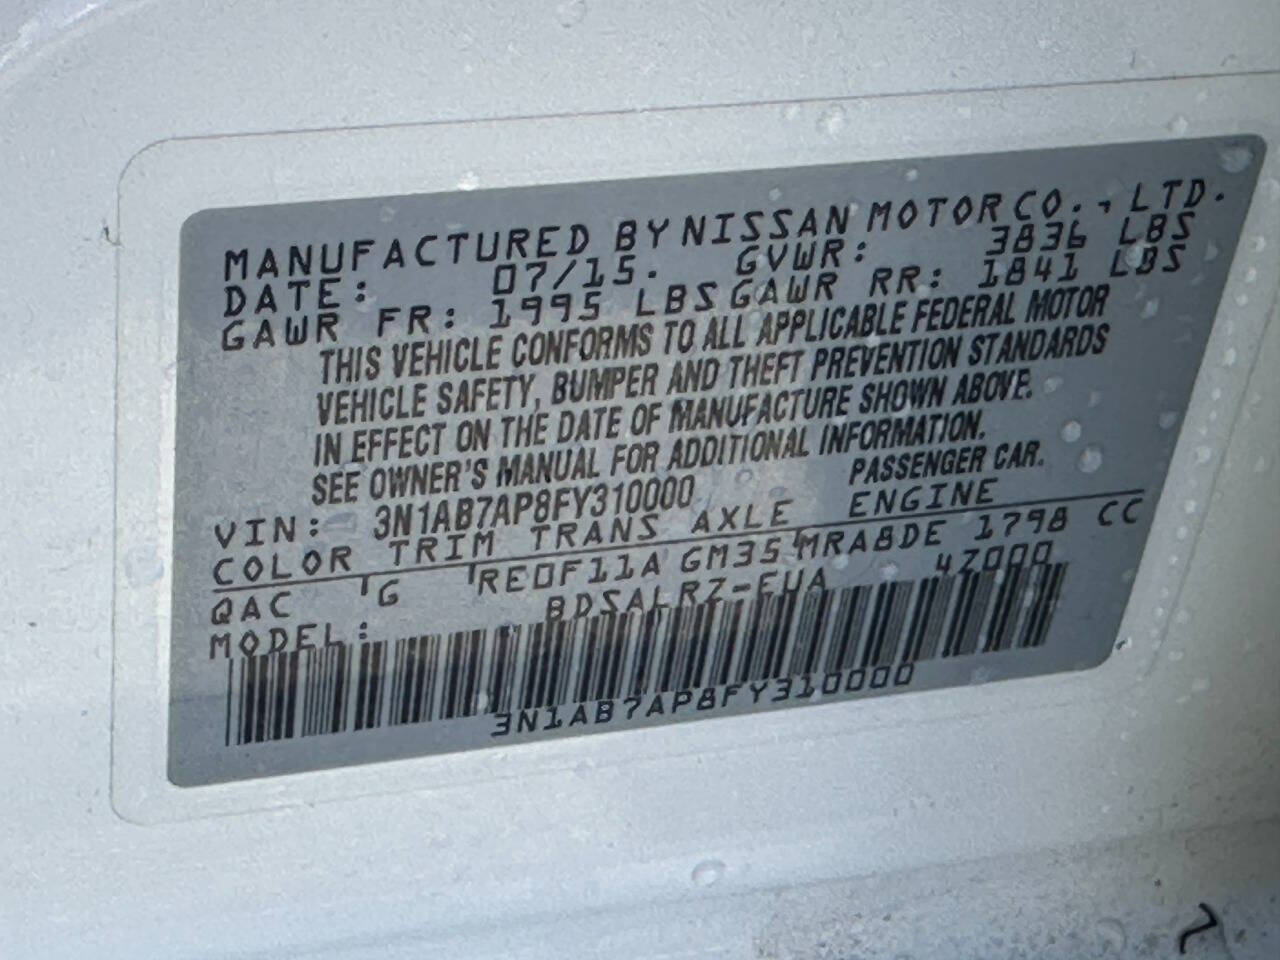 MANUFACTURED BY NISSAN MOTOR CO., LTD.
DATE: 07/15. GVWR: 3836 LBS
GAWR FR: 1995 LBS GAWR RR: 1841 LBS
THIS VEHICLE CONFORMS TO ALL APPLICABLE FEDERAL MOTOR
VEHICLE SAFETY, BUMPER AND THEFT PREVENTION STANDARDS
IN EFFECT ON THE DATE OF MANUFACTURE SHOWN ABOVE.
SEE OWNER'S MANUAL FOR ADDITIONAL INFORMATION.
VIN: 3N1AB7AP8FY310000 PASSENGER CAR.
COLOR TRIM TRANS AXLE ENGINE
QAC G RE0F11A GM35 MRA8DE 1798 CC
MODEL: BDSALRZ-EUA 4Z000
3N1AB7AP8FY310000